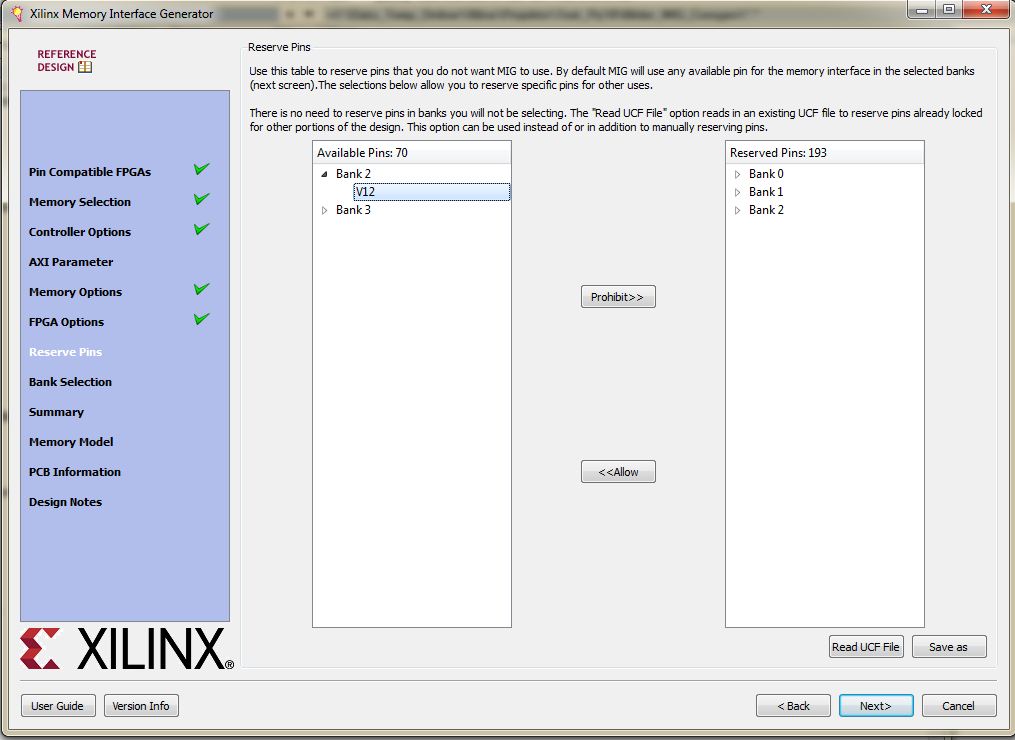 Xilinx Memory Interface Generator
REFERENCE
DESIGN
Pin Compatible FPGAs
Memory Selection
Controller Options
AXI Parameter
Memory Options
FPGA Options
Reserve Pins
Bank Selection
Summary
Memory Model
PCB Information
Design Notes
XILINX®
Reserve Pins
Use this table to reserve pins that you do not want MIG to use. By default MIG will use any available pin for the memory interface in the selected banks
(next screen).The selections below allow you to reserve specific pins for other uses.
There is no need to reserve pins in banks you will not be selecting. The "Read UCF File" option reads in an existing UCF file to reserve pins already locked
for other portions of the design. This option can be used instead of or in addition to manually reserving pins.
Available Pins: 70
Bank 2
V12
Bank 3
Prohibit>>
<<Allow
Reserved Pins: 193
Bank 0
Bank 1
Bank 2
Read UCF File
Save as
User Guide
Version Info
< Back
Next>
Cancel